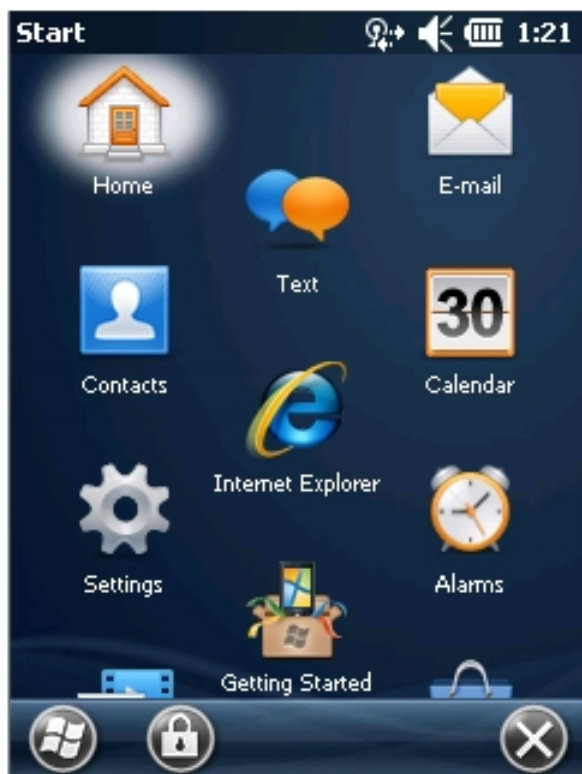 Start 1:21
Home
E-mail
Text
Contacts
30
Calendar
Internet Explorer
Settings
Alarms
Getting Started